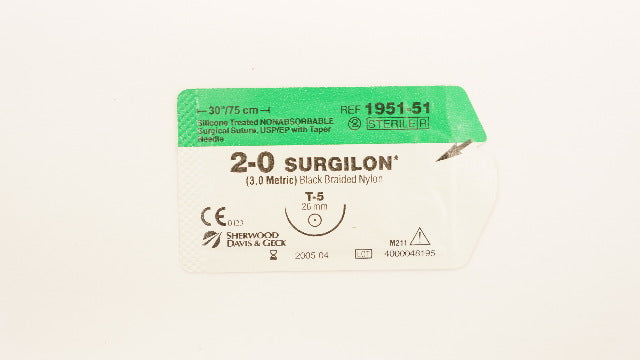 30"/75 cm
REF 1951-51
Silicone Treated NONABSORBABLE
Surgical Suture, USP/EP with Taper
Needle
2 STERILE R
2-0 SURGILON*
(3.0 Metric) Black Braided Nylon
T-5
26 mm
CE 0123
SHERWOOD
DAVIS & GECK
M211
2005-04
LOT 4000048195